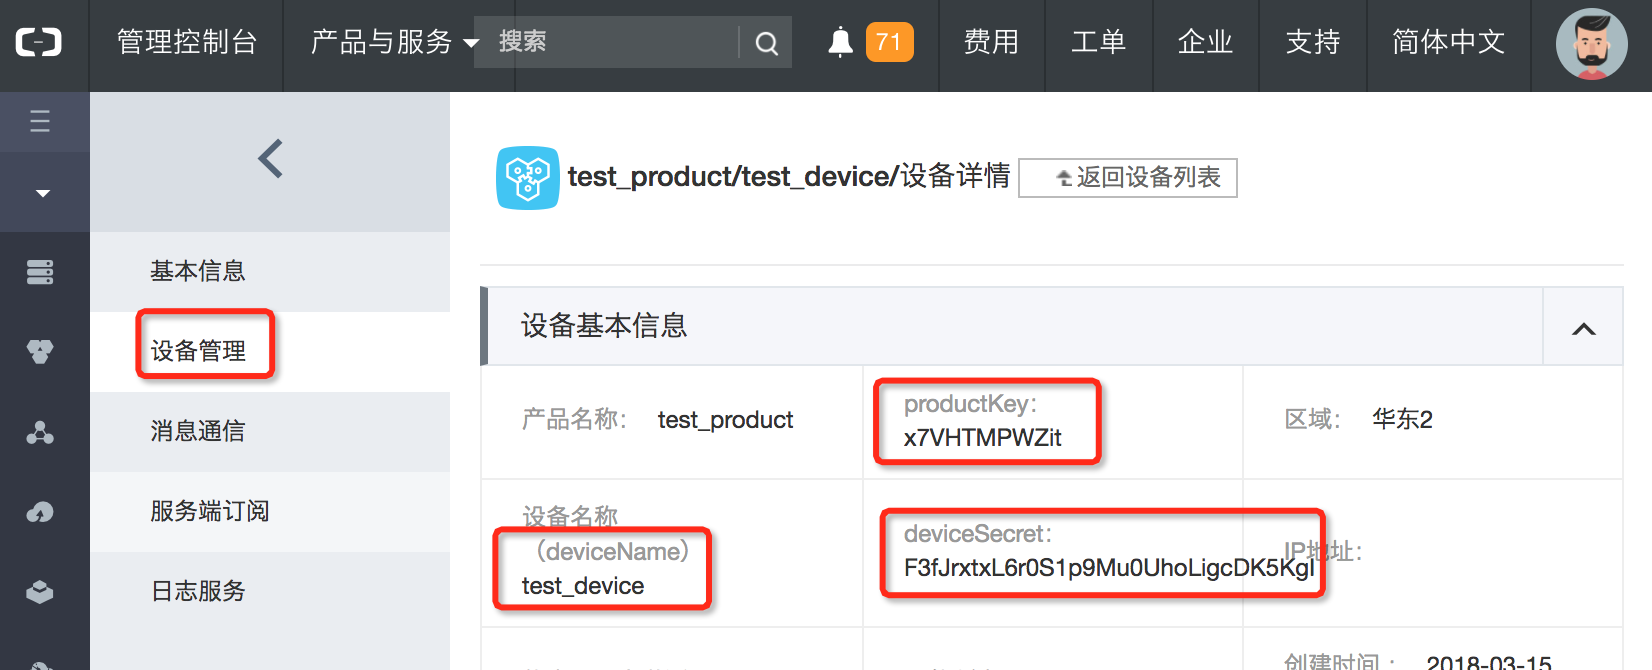 管理控制台 产品与服务 搜索 71 费用 工单 企业 支持 简体中文
test_product/test_device/设备详情 返回设备列表
基本信息
设备管理
消息通信
服务端订阅
日志服务
设备基本信息
产品名称： test_product
productKey：
x7VHTMPWZit
区域： 华东2
设备名称
（deviceName）
test_device
deviceSecret：
F3fJrxtxL6r0S1p9Mu0UhoLigcDK5Kgl
IP地址：
创建时间： 2018-03-15